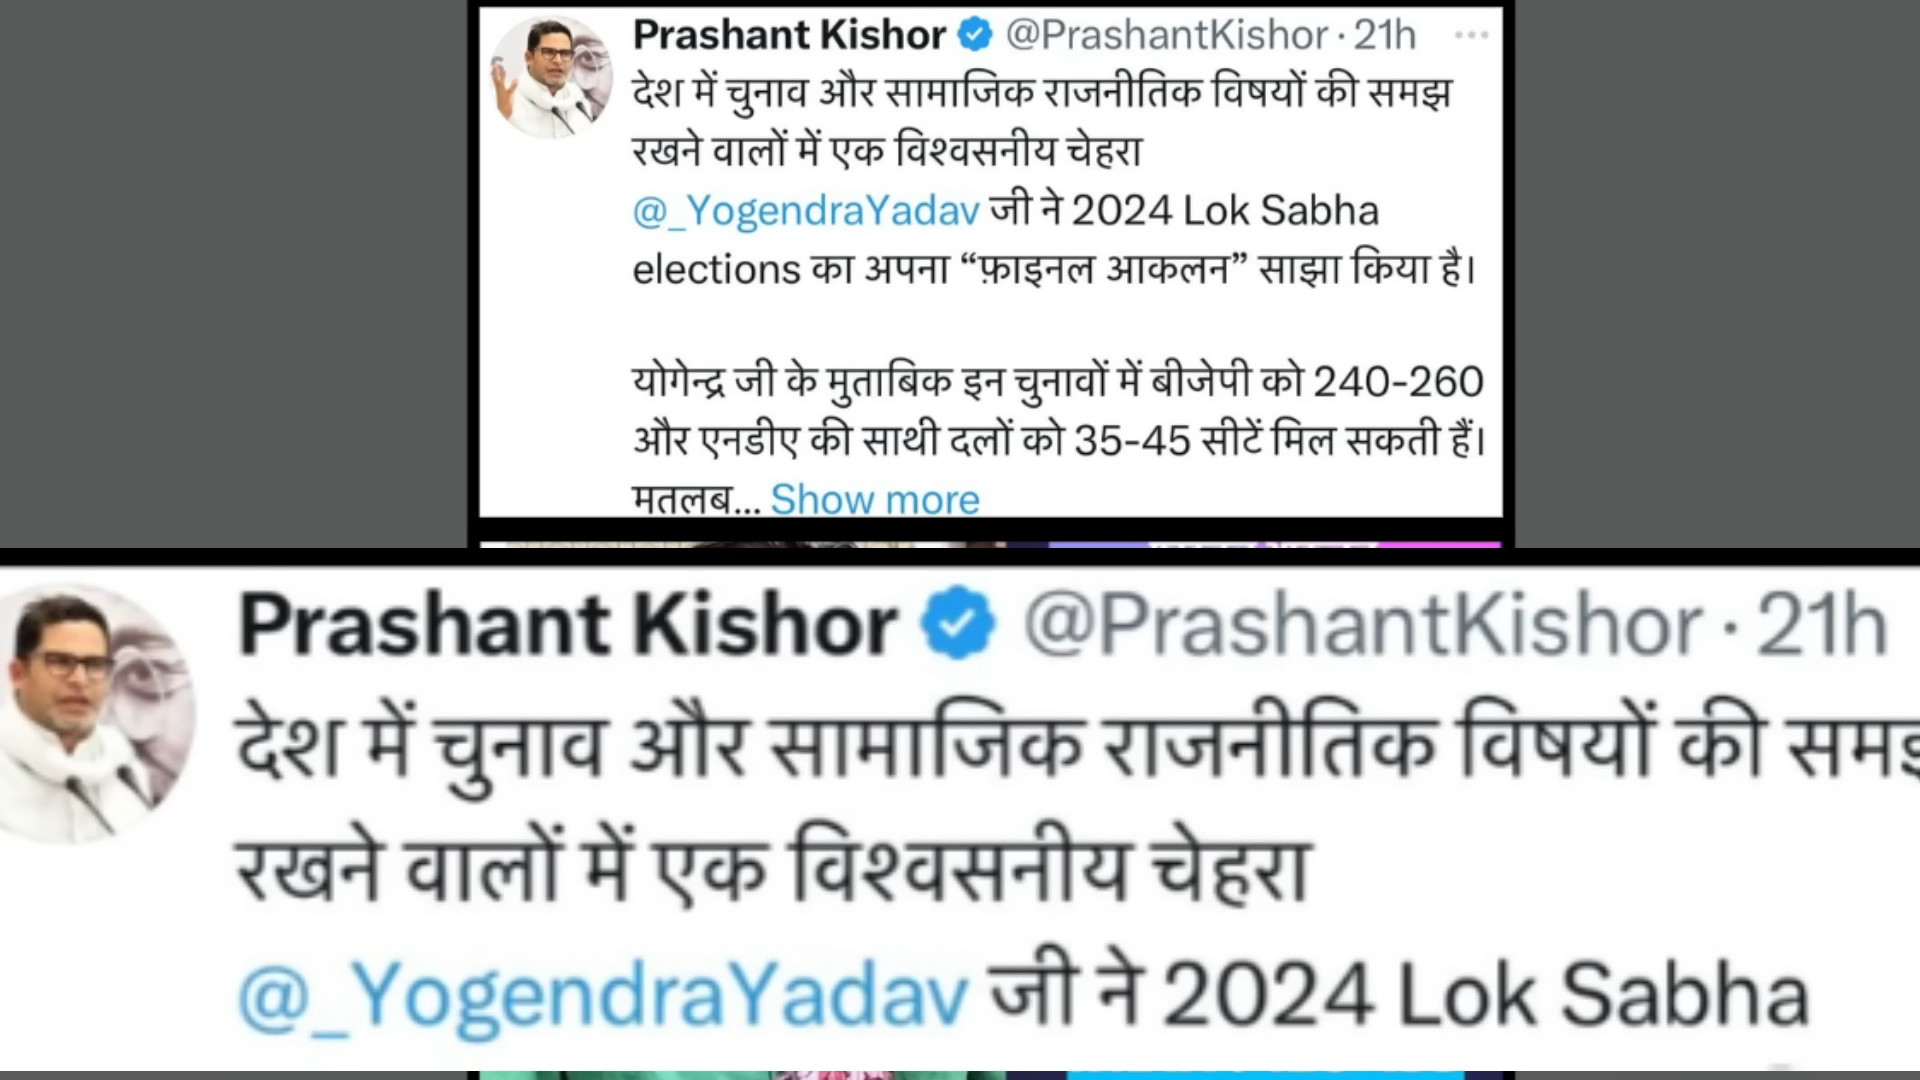 Prashant Kishor @PrashantKishor · 21h
देश में चुनाव और सामाजिक राजनीतिक विषयों की समझ
रखने वालों में एक विश्वसनीय चेहरा
@_YogendraYadav जी ने 2024 Lok Sabha
elections का अपना “फ़ाइनल आकलन” साझा किया है।
योगेन्द्र जी के मुताबिक इन चुनावों में बीजेपी को 240-260
और एनडीए की साथी दलों को 35-45 सीटें मिल सकती हैं।
मतलब... Show more
Prashant Kishor @PrashantKishor · 21h
देश में चुनाव और सामाजिक राजनीतिक विषयों की
रखने वालों में एक विश्वसनीय चेहरा
@_YogendraYadav जी ने 2024 Lok Sabha